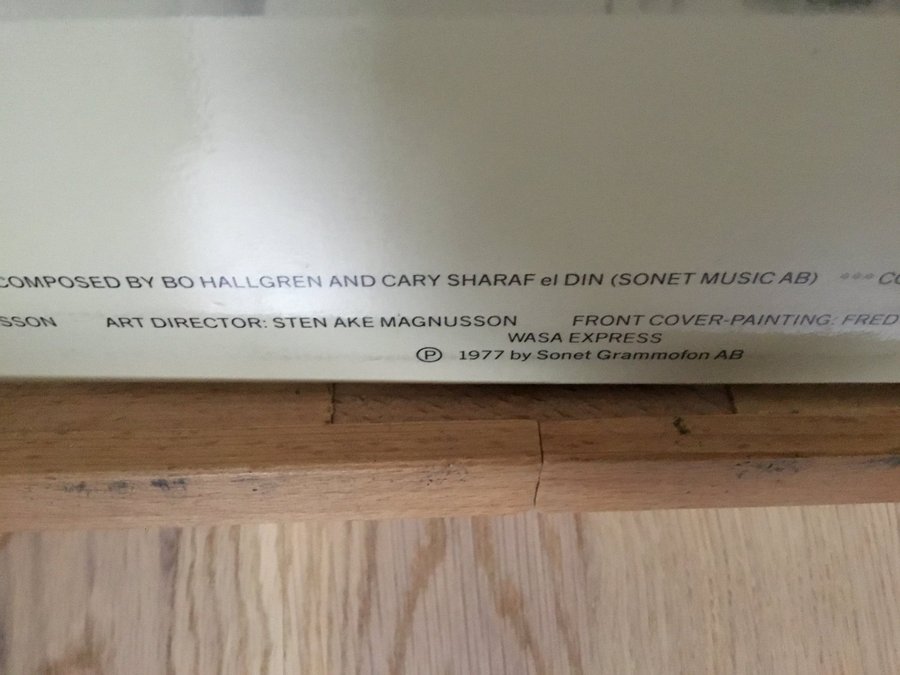 COMPOSED BY BO HALLGREN AND CARY SHARAF el DIN (SONET MUSIC AB) *** CO
SSON ART DIRECTOR: STEN AKE MAGNUSSON FRONT COVER-PAINTING: FRED
WASA EXPRESS
Ⓟ 1977 by Sonet Grammofon AB